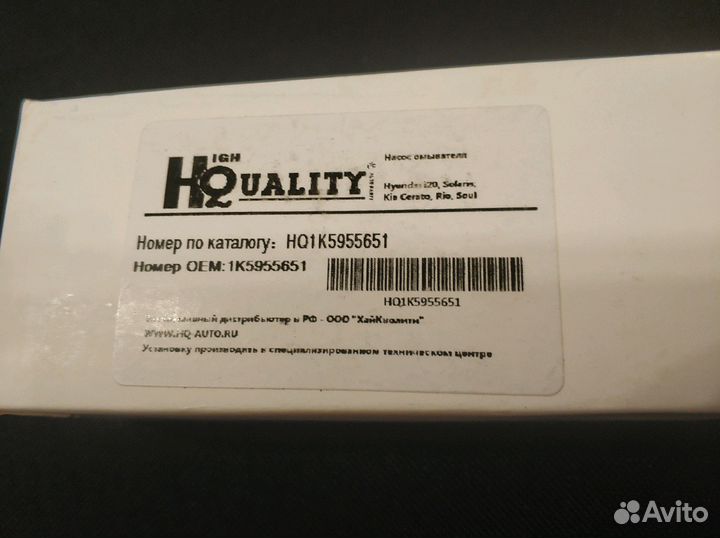 HIGH QUALITY
Насос омывателя
Hyundai i20, Solaris,
Kia Cerato, Rio, Soul
Номер по каталогу: HQ1K5955651
Номер OEM: 1K5955651
HQ1K5955651
дистрибьютер в РФ - ООО "ХайКуолити"
WWW.HQ-AUTO.RU
Установку производить в специализированном техническом центре
Avito